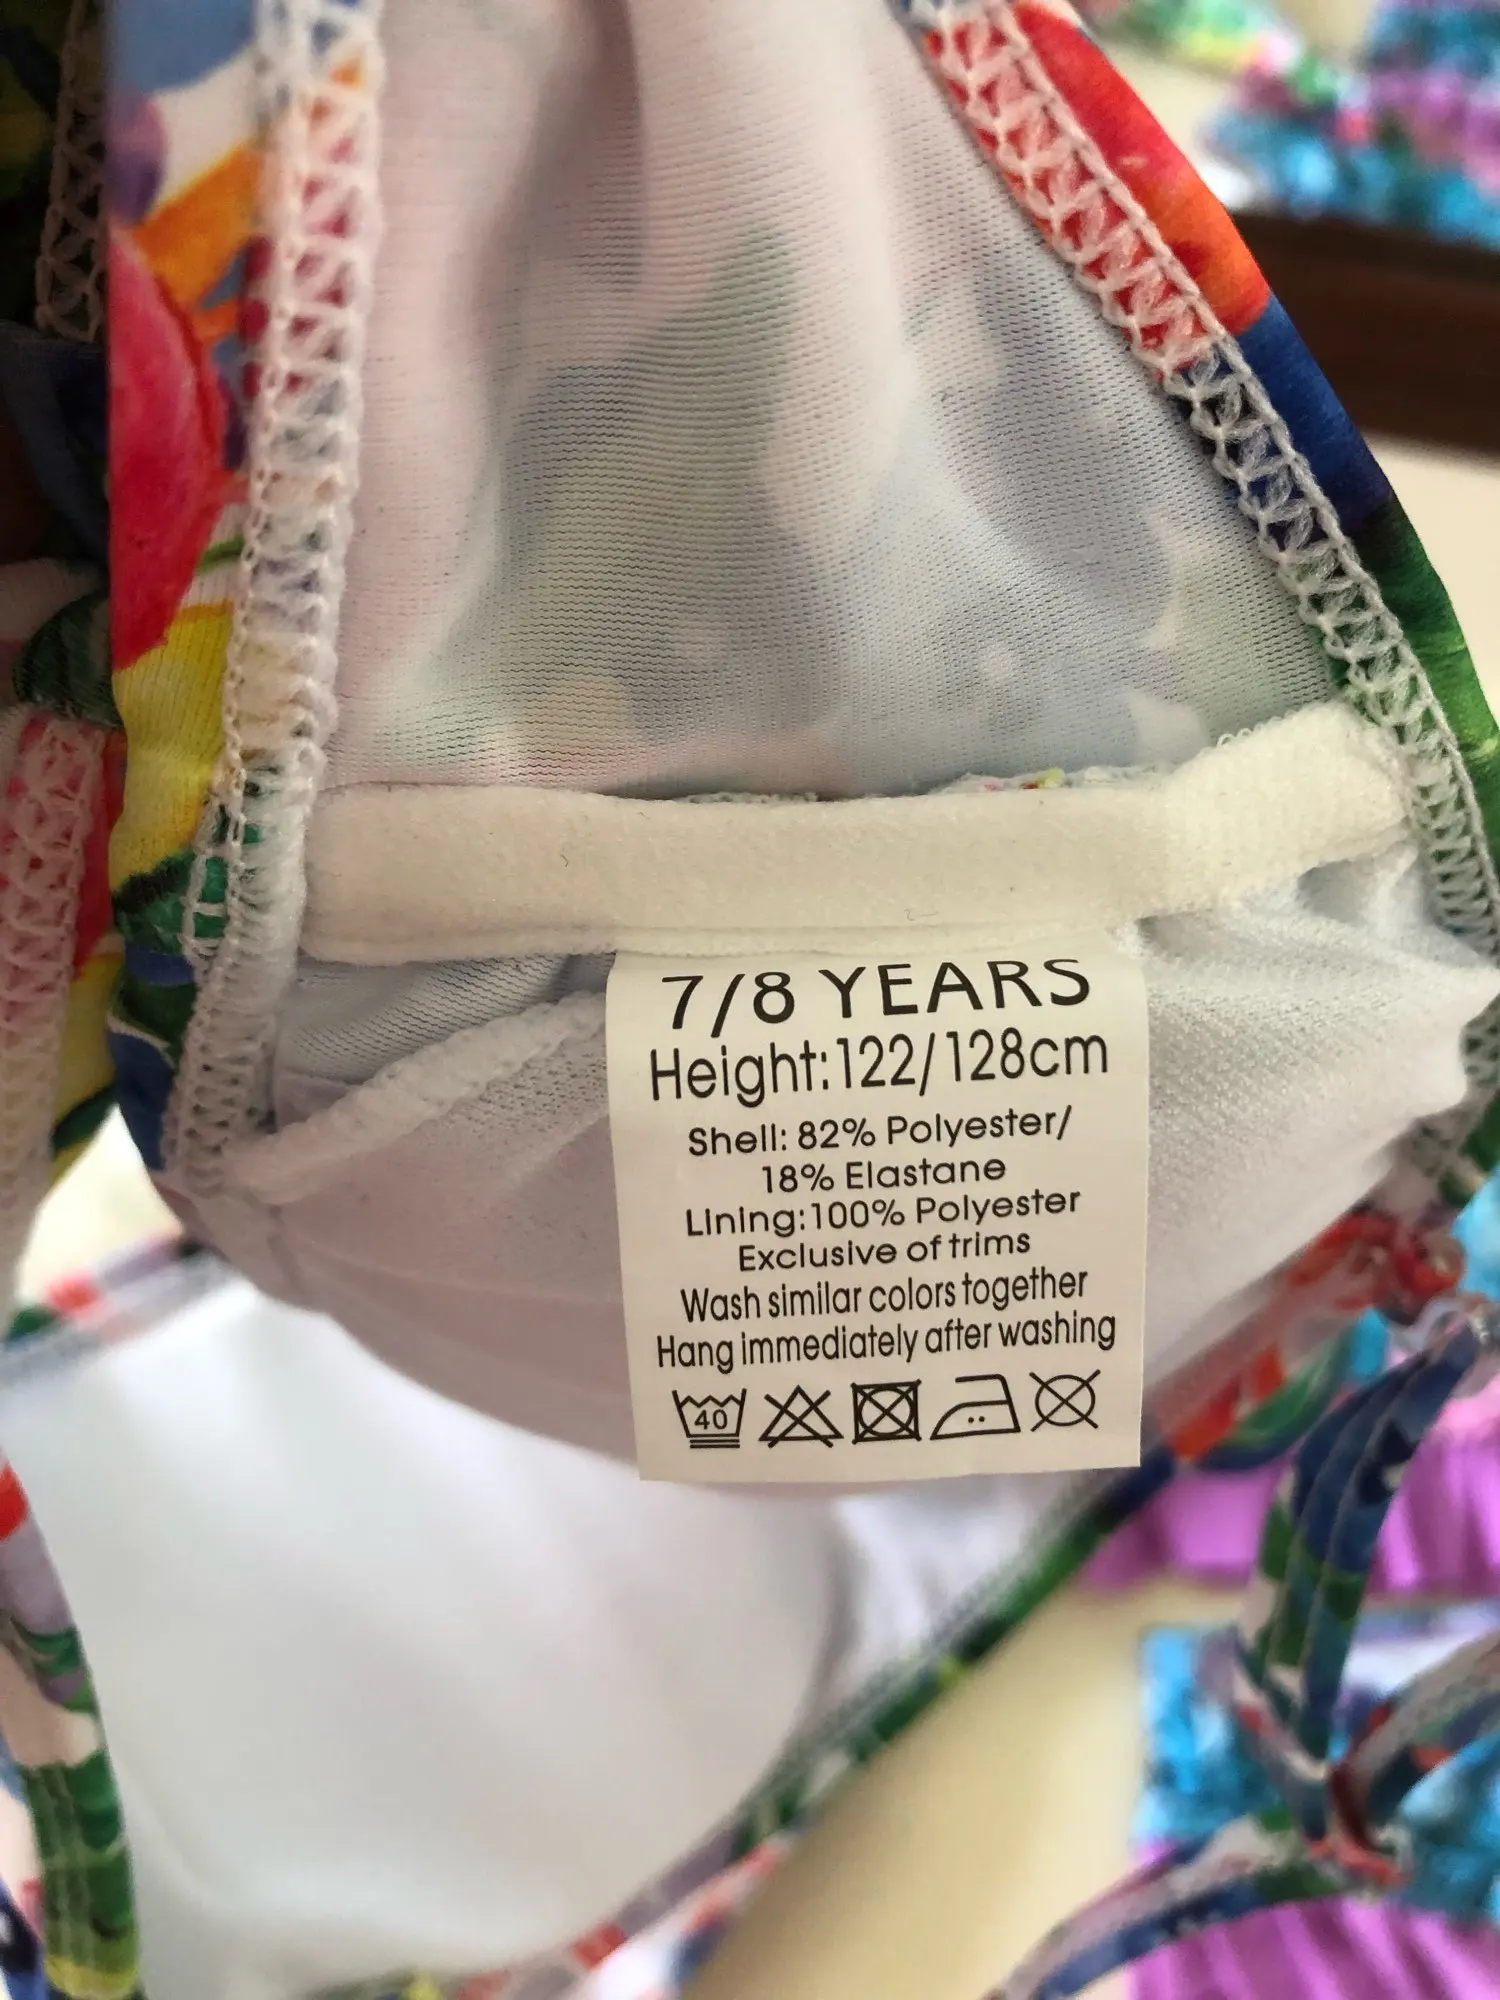 7/8 YEARS
Height:122/128cm
Shell: 82% Polyester/
18% Elastane
Lining:100% Polyester
Exclusive of trims
Wash similar colors together
Hang immediately after washing
40